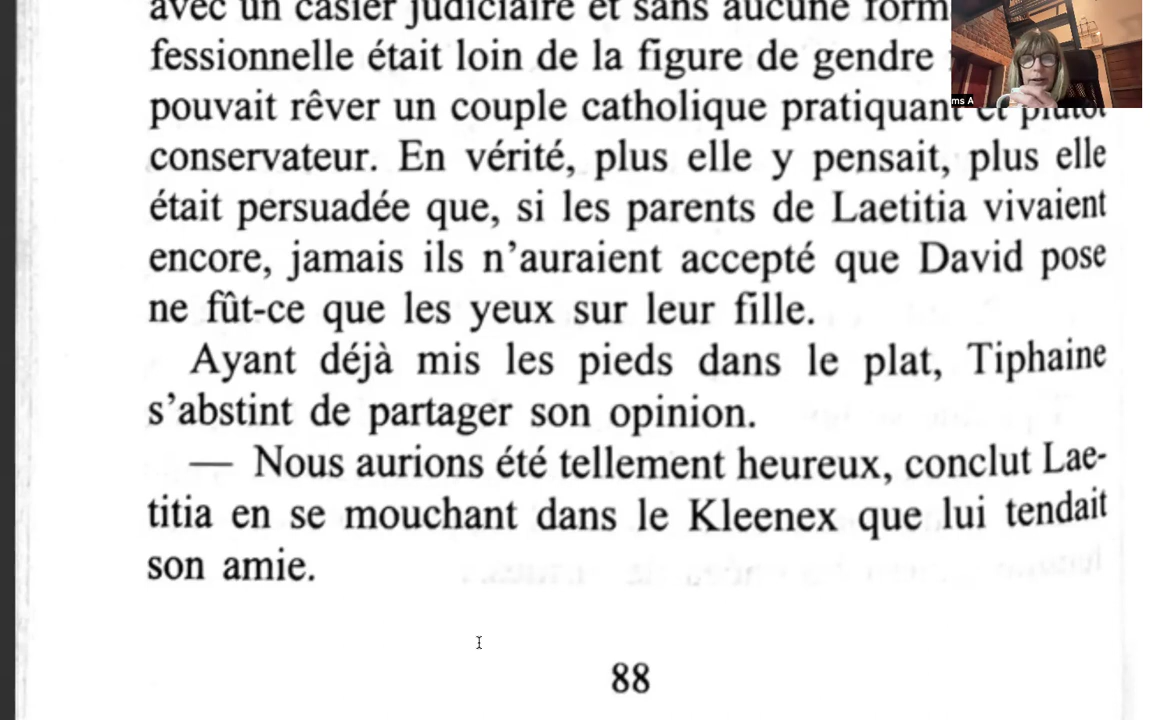 avec un casier judiciaire et sans aucune form
fessionnelle était loin de la figure de gendre
pouvait rêver un couple catholique pratiquant et plutôt
conservateur. En vérité, plus elle y pensait, plus elle
était persuadée que, si les parents de Laetitia vivaient
encore, jamais ils n’auraient accepté que David pose
ne fût-ce que les yeux sur leur fille.
Ayant déjà mis les pieds dans le plat, Tiphaine
s’abstint de partager son opinion.
— Nous aurions été tellement heureux, conclut Lae-
titia en se mouchant dans le Kleenex que lui tendait
son amie.
88
ms A